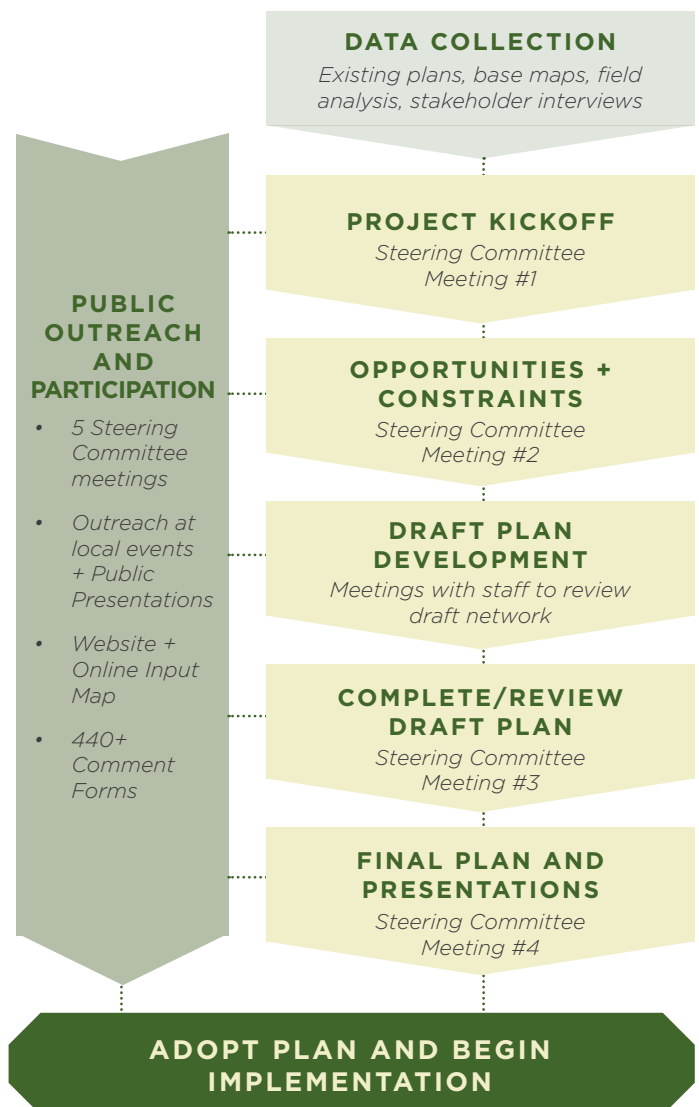 DATA COLLECTION
Existing plans, base maps, field
analysis, stakeholder interviews
PUBLIC
OUTREACH
AND
PARTICIPATION
• 5 Steering
Committee
meetings
• Outreach at
local events
+ Public
Presentations
• Website +
Online Input
Map
• 440+
Comment
Forms
PROJECT KICKOFF
Steering Committee
Meeting #1
OPPORTUNITIES +
CONSTRAINTS
Steering Committee
Meeting #2
DRAFT PLAN
DEVELOPMENT
Meetings with staff to review
draft network
COMPLETE/REVIEW
DRAFT PLAN
Steering Committee
Meeting #3
FINAL PLAN AND
PRESENTATIONS
Steering Committee
Meeting #4
ADOPT PLAN AND BEGIN
IMPLEMENTATION